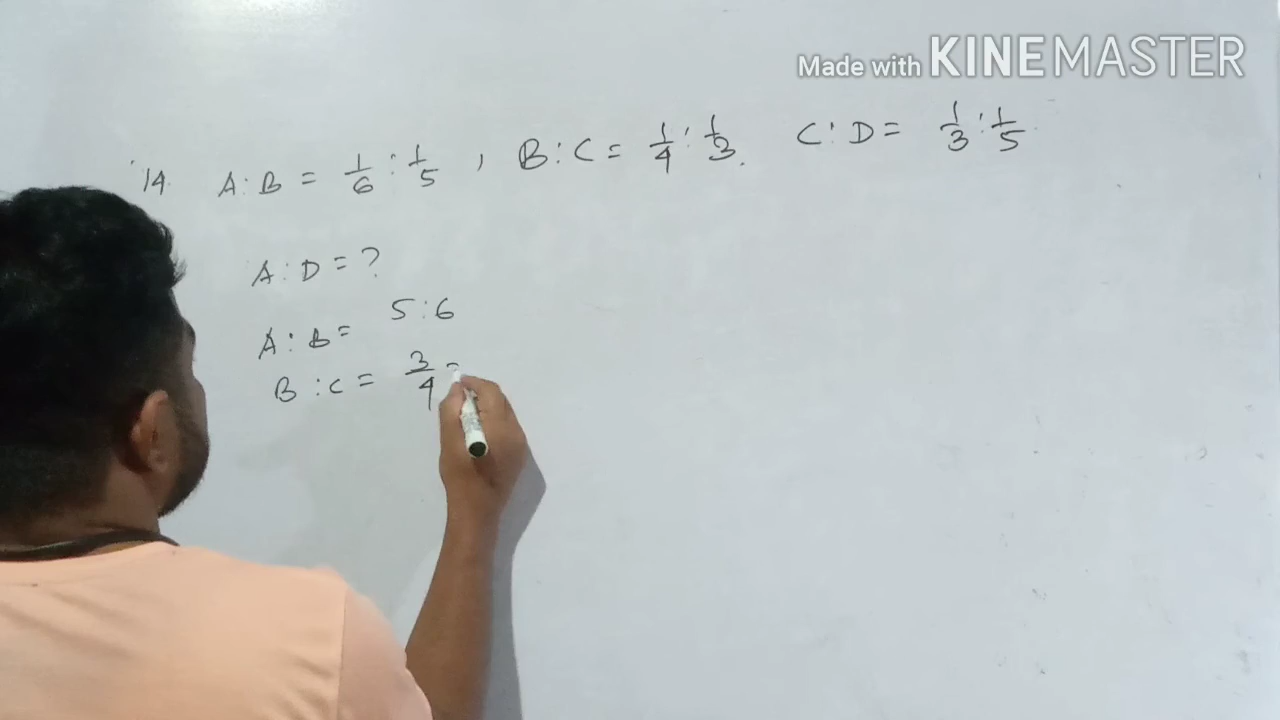 Made with KINEMASTER
14. A:B = 1/6 : 1/5 , B:C = 1/4 : 1/3. C:D = 1/3 : 1/5
A:D = ?
A:B = 5:6
B:C = 3/4 =